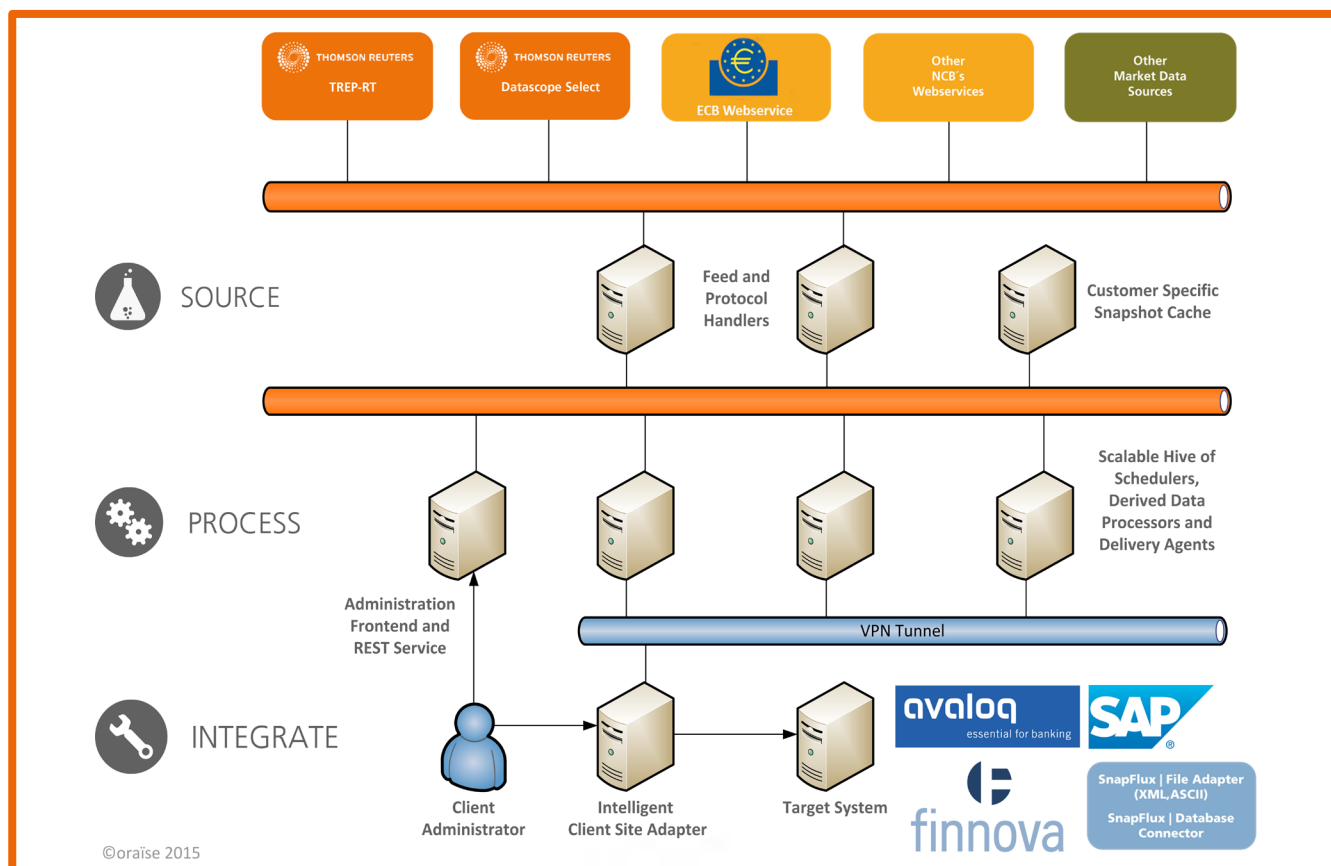 THOMSON REUTERS
TREP-RT
THOMSON REUTERS
Datascope Select
€
ECB Webservice
Other
NCB´s
Webservices
Other
Market Data
Sources
SOURCE
Feed and
Protocol
Handlers
Customer Specific
Snapshot Cache
PROCESS
Scalable Hive of
Schedulers,
Derived Data
Processors and
Delivery Agents
Administration
Frontend and
REST Service
VPN Tunnel
INTEGRATE
Client
Administrator
Intelligent
Client Site Adapter
Target System
avaloq
essential for banking
SAP®
finnova
SnapFlux | File Adapter
(XML,ASCII)
SnapFlux | Database
Connector
©oraïse 2015